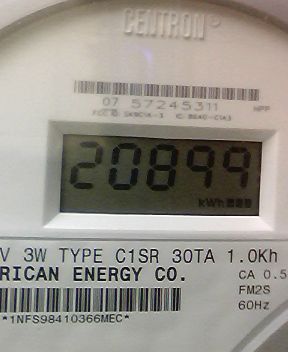 CENTRON®
07 57245311
20899
kWh
V 3W TYPE C1SR 30TA 1.0Kh
RICAN ENERGY CO.
CA 0.5
FM2S
60Hz
*1NFS98410366MEC*